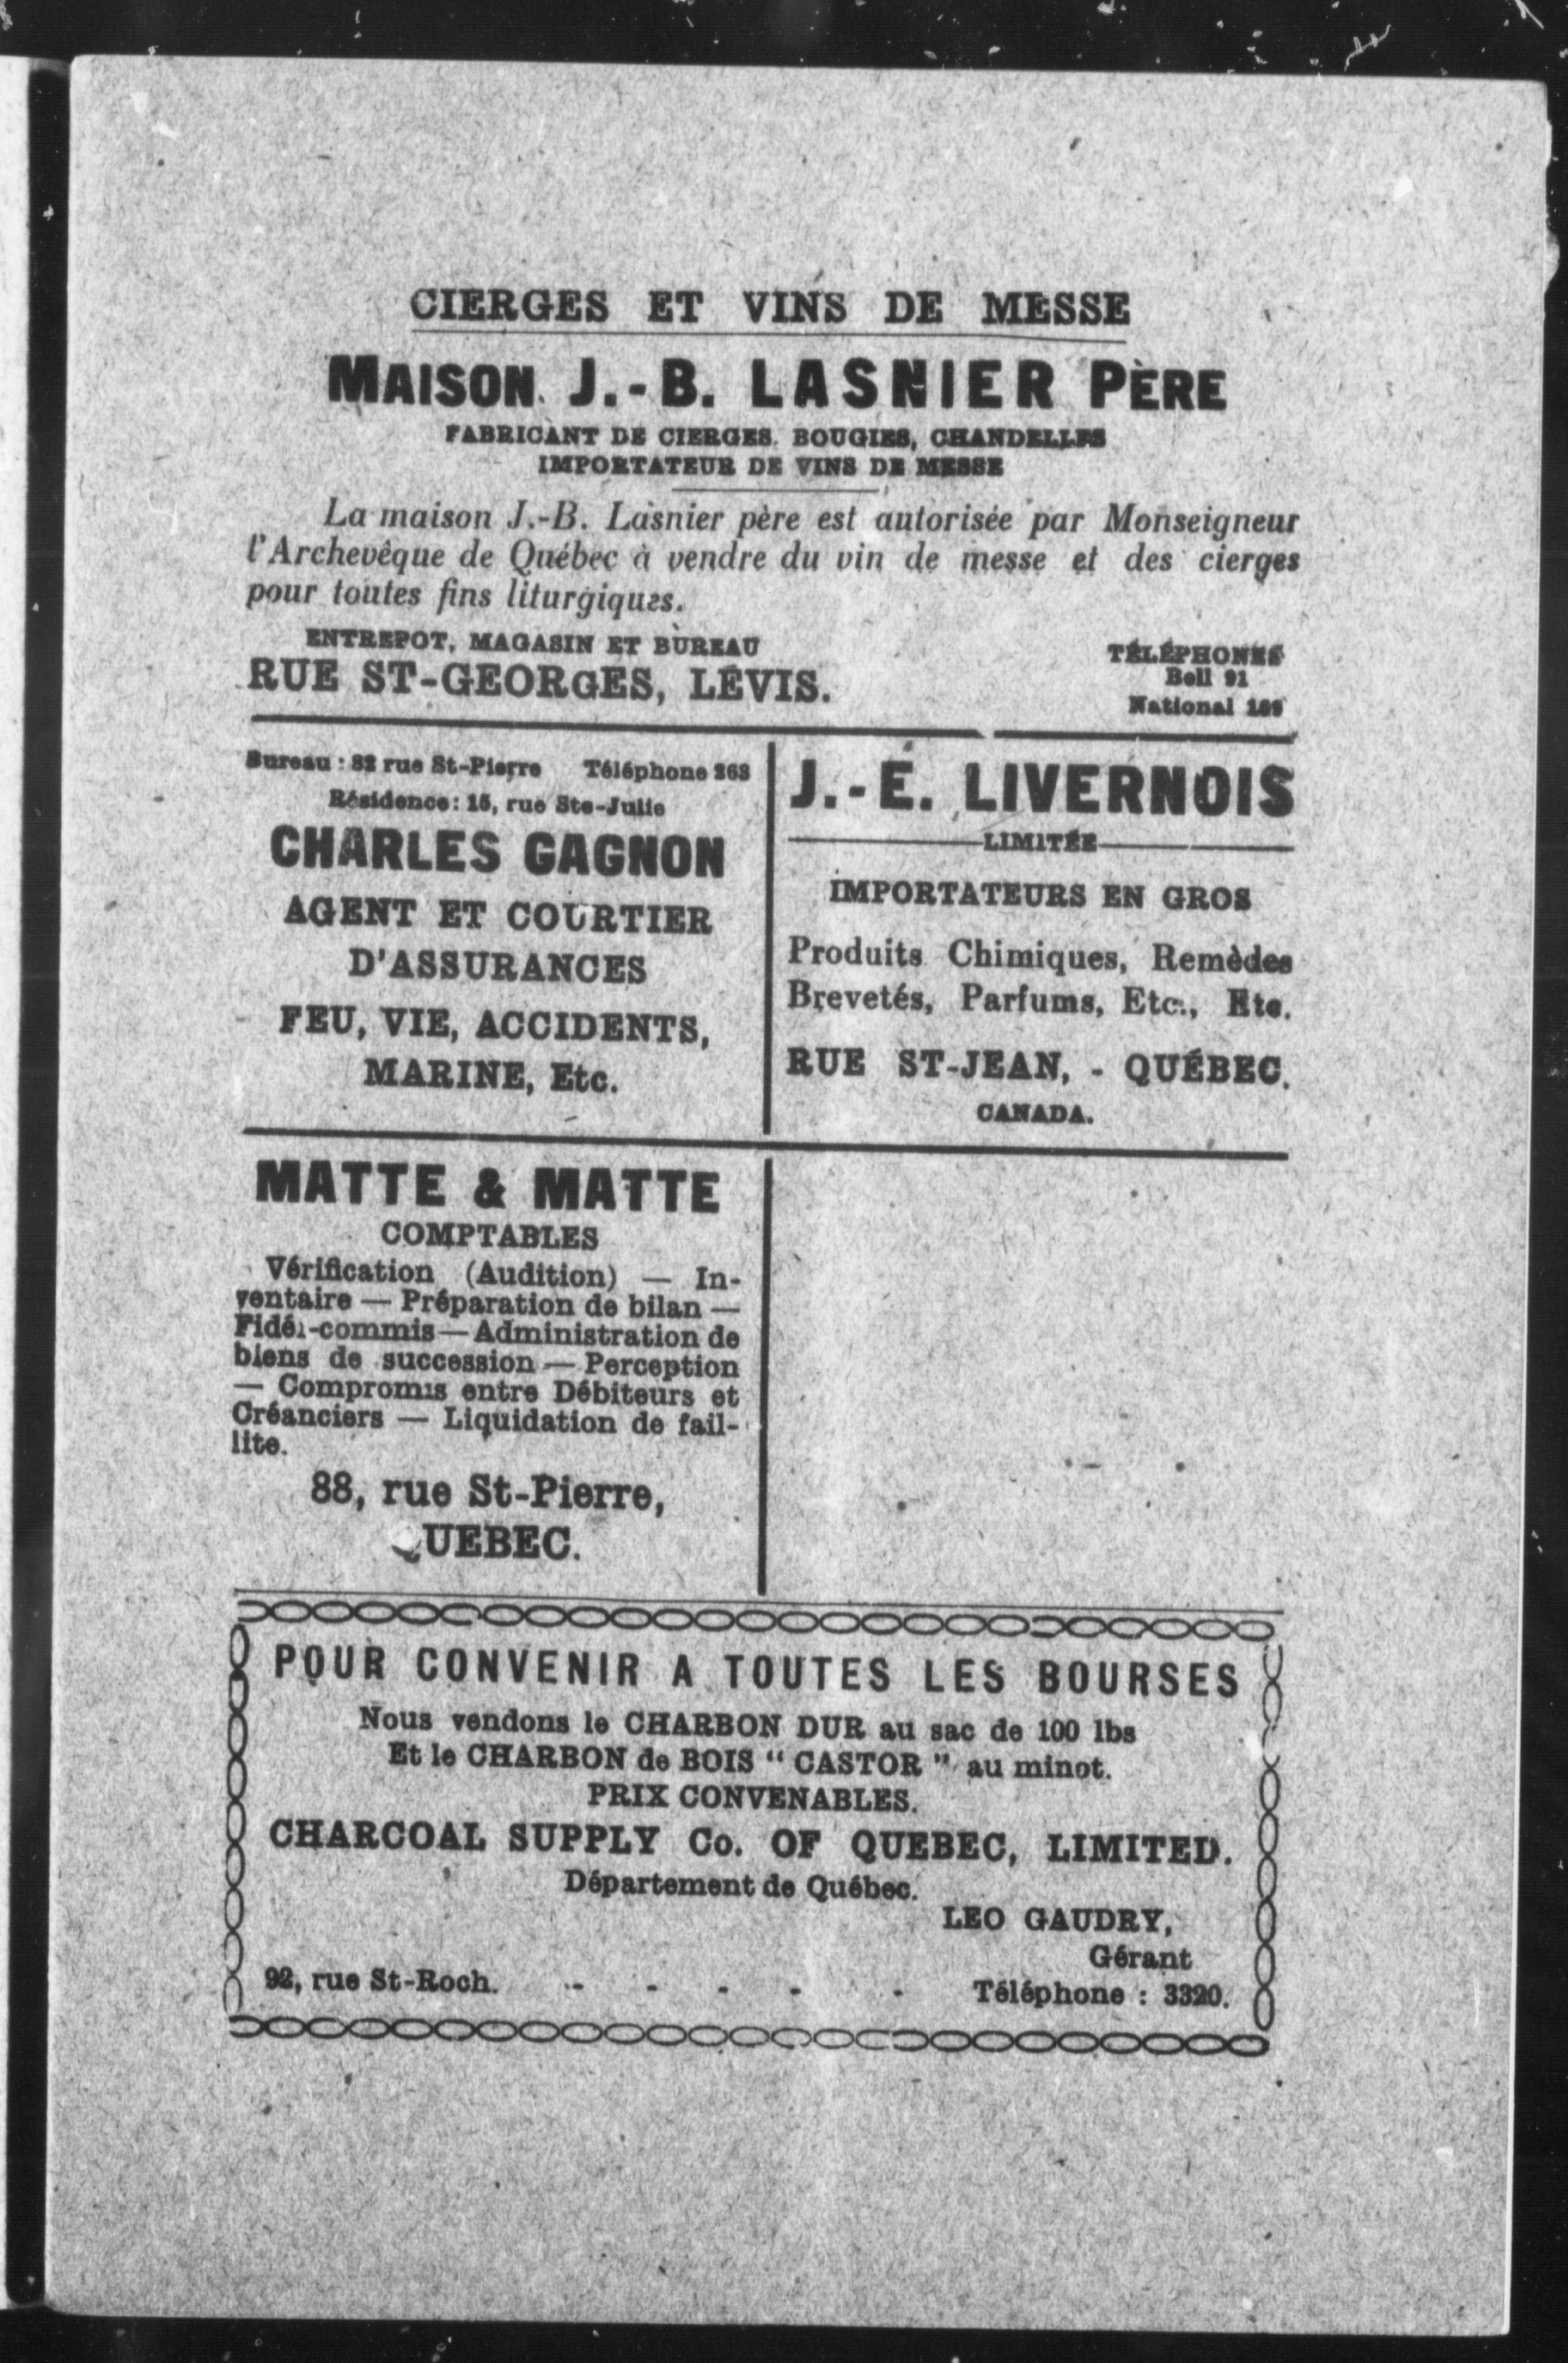 CIERGES ET VINS DE MESSE
MAISON J.-B. LASNIER PÈRE
FABRICANT DE CIERGES. BOUGIES, CHANDELLES
IMPORTATEUR DE VINS DE MESSE
La maison J.-B. Lasnier père est autorisée par Monseigneur
l'Archevêque de Québec à vendre du vin de messe et des cierges
pour toutes fins liturgiques.
ENTREPOT, MAGASIN ET BUREAU
RUE ST-GEORGES, LÉVIS.
TÉLÉPHONES
Bell 91
National
Bureau : rue St-Pierre Téléphone 263
Résidence: 15, rue Ste-Julie
CHARLES GAGNON
AGENT ET COURTIER
D'ASSURANCES
FEU, VIE, ACCIDENTS,
MARINE, Etc.
J.-É. LIVERNOIS
LIMITÉE
IMPORTATEURS EN GROS
Produits Chimiques, Remèdes
Brevetés, Parfums, Etc., Etc.
RUE ST-JEAN, - QUÉBEC.
CANADA.
MATTE & MATTE
COMPTABLES
Vérification (Audition) — In-
ventaire — Préparation de bilan —
Fidéi-commis — Administration de
biens de succession — Perception
— Compromis entre Débiteurs et
Créanciers — Liquidation de fail-
lite.
88, rue St-Pierre,
QUEBEC.
POUR CONVENIR A TOUTES LES BOURSES
Nous vendons le CHARBON DUR au sac de 100 lbs
Et le CHARBON de BOIS " CASTOR " au minot.
PRIX CONVENABLES.
CHARCOAL SUPPLY Co. OF QUEBEC, LIMITED.
Département de Québec.
LEO GAUDRY,
Gérant
92, rue St-Roch. - - - - - Téléphone : 3320.